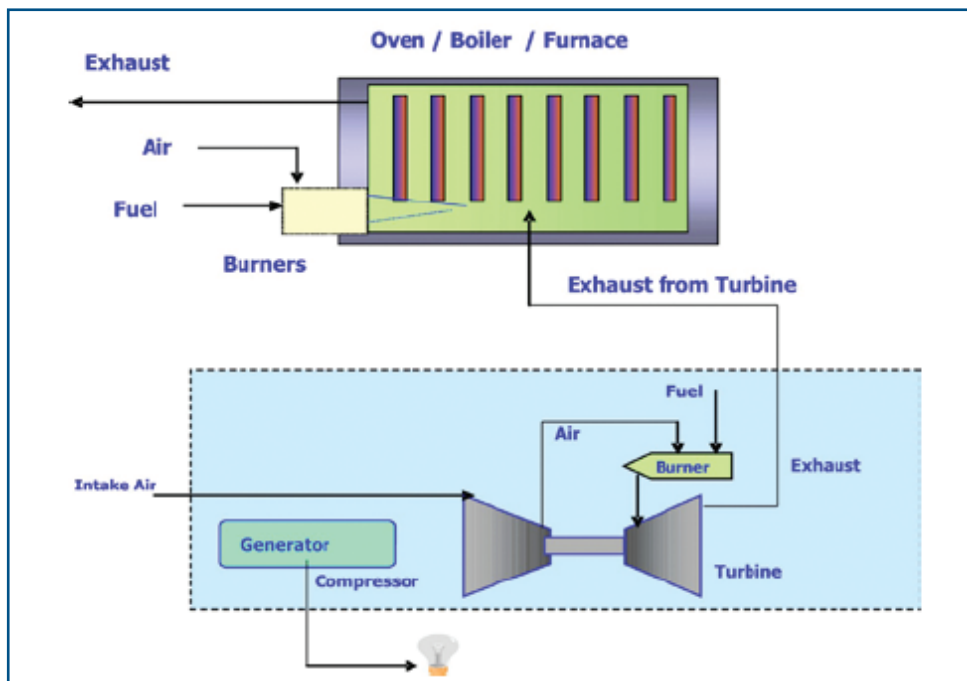 Oven / Boiler / Furnace
Exhaust
Air
Fuel
Burners
Exhaust from Turbine
Fuel
Air
Burner
Exhaust
Intake Air
Generator
Compressor
Turbine